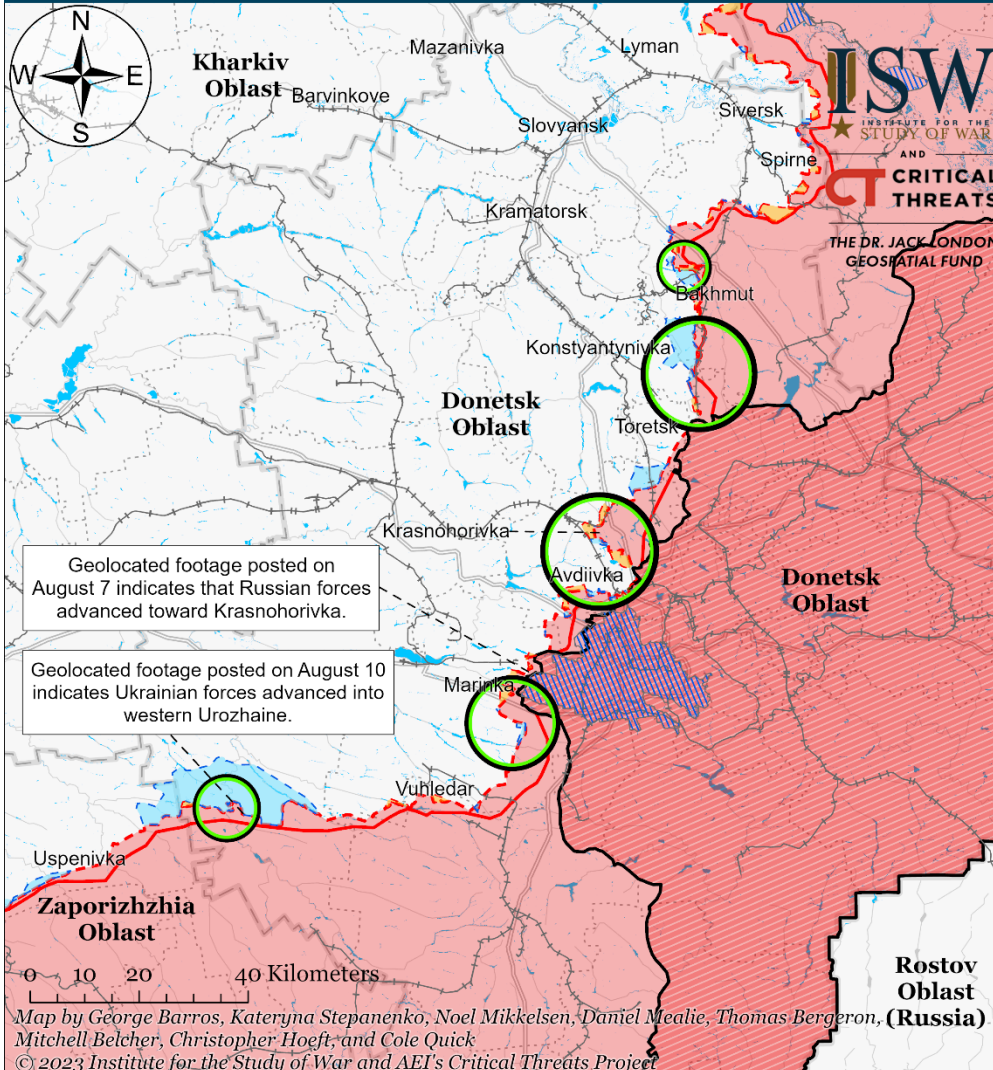 N
W E
S
Kharkiv
Oblast
Mazanivka
Lyman
Barvinkove
Slovyansk
Siversk
Spirne
Kramatorsk
ISW
INSTITUTE FOR THE
STUDY OF WAR
AND
CT CRITICAL
THREATS
THE DR. JACK LONDON
GEOSPATIAL FUND
Bakhmut
Konstyantynivka
Donetsk
Oblast
Toretsk
Krasnohorivka
Avdiivka
Donetsk
Oblast
Geolocated footage posted on
August 7 indicates that Russian forces
advanced toward Krasnohorivka.
Geolocated footage posted on August 10
indicates Ukrainian forces advanced into
western Urozhaine.
Marinka
Vuhledar
Uspenivka
Zaporizhzhia
Oblast
0 10 20 40 Kilometers
Rostov
Oblast
(Russia)
Map by George Barros, Kateryna Stepanenko, Noel Mikkelsen, Daniel Mealie, Thomas Bergeron,
Mitchell Belcher, Christopher Hoeft, and Cole Quick
© 2023 Institute for the Study of War and AEI's Critical Threats Project